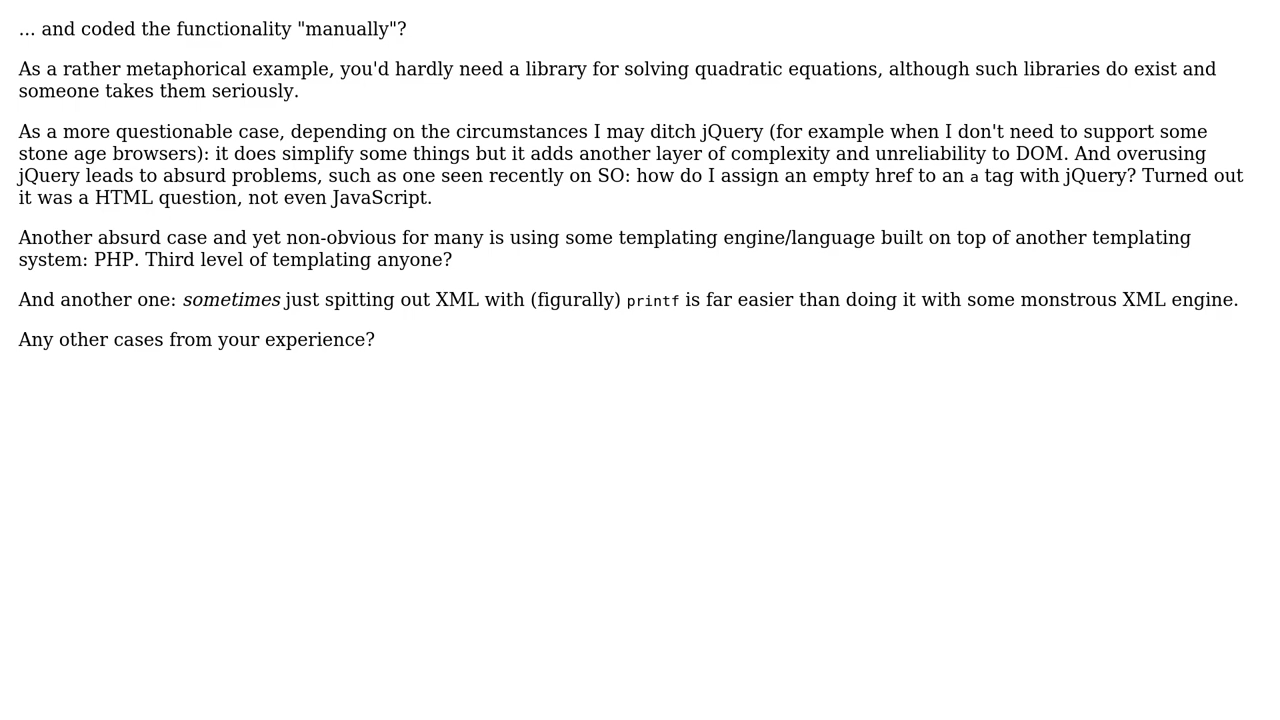 ... and coded the functionality "manually"?
As a rather metaphorical example, you'd hardly need a library for solving quadratic equations, although such libraries do exist and
someone takes them seriously.
As a more questionable case, depending on the circumstances I may ditch jQuery (for example when I don't need to support some
stone age browsers): it does simplify some things but it adds another layer of complexity and unreliability to DOM. And overusing
jQuery leads to absurd problems, such as one seen recently on SO: how do I assign an empty href to an a tag with jQuery? Turned out
it was a HTML question, not even JavaScript.
Another absurd case and yet non-obvious for many is using some templating engine/language built on top of another templating
system: PHP. Third level of templating anyone?
And another one: sometimes just spitting out XML with (figurally) printf is far easier than doing it with some monstrous XML engine.
Any other cases from your experience?